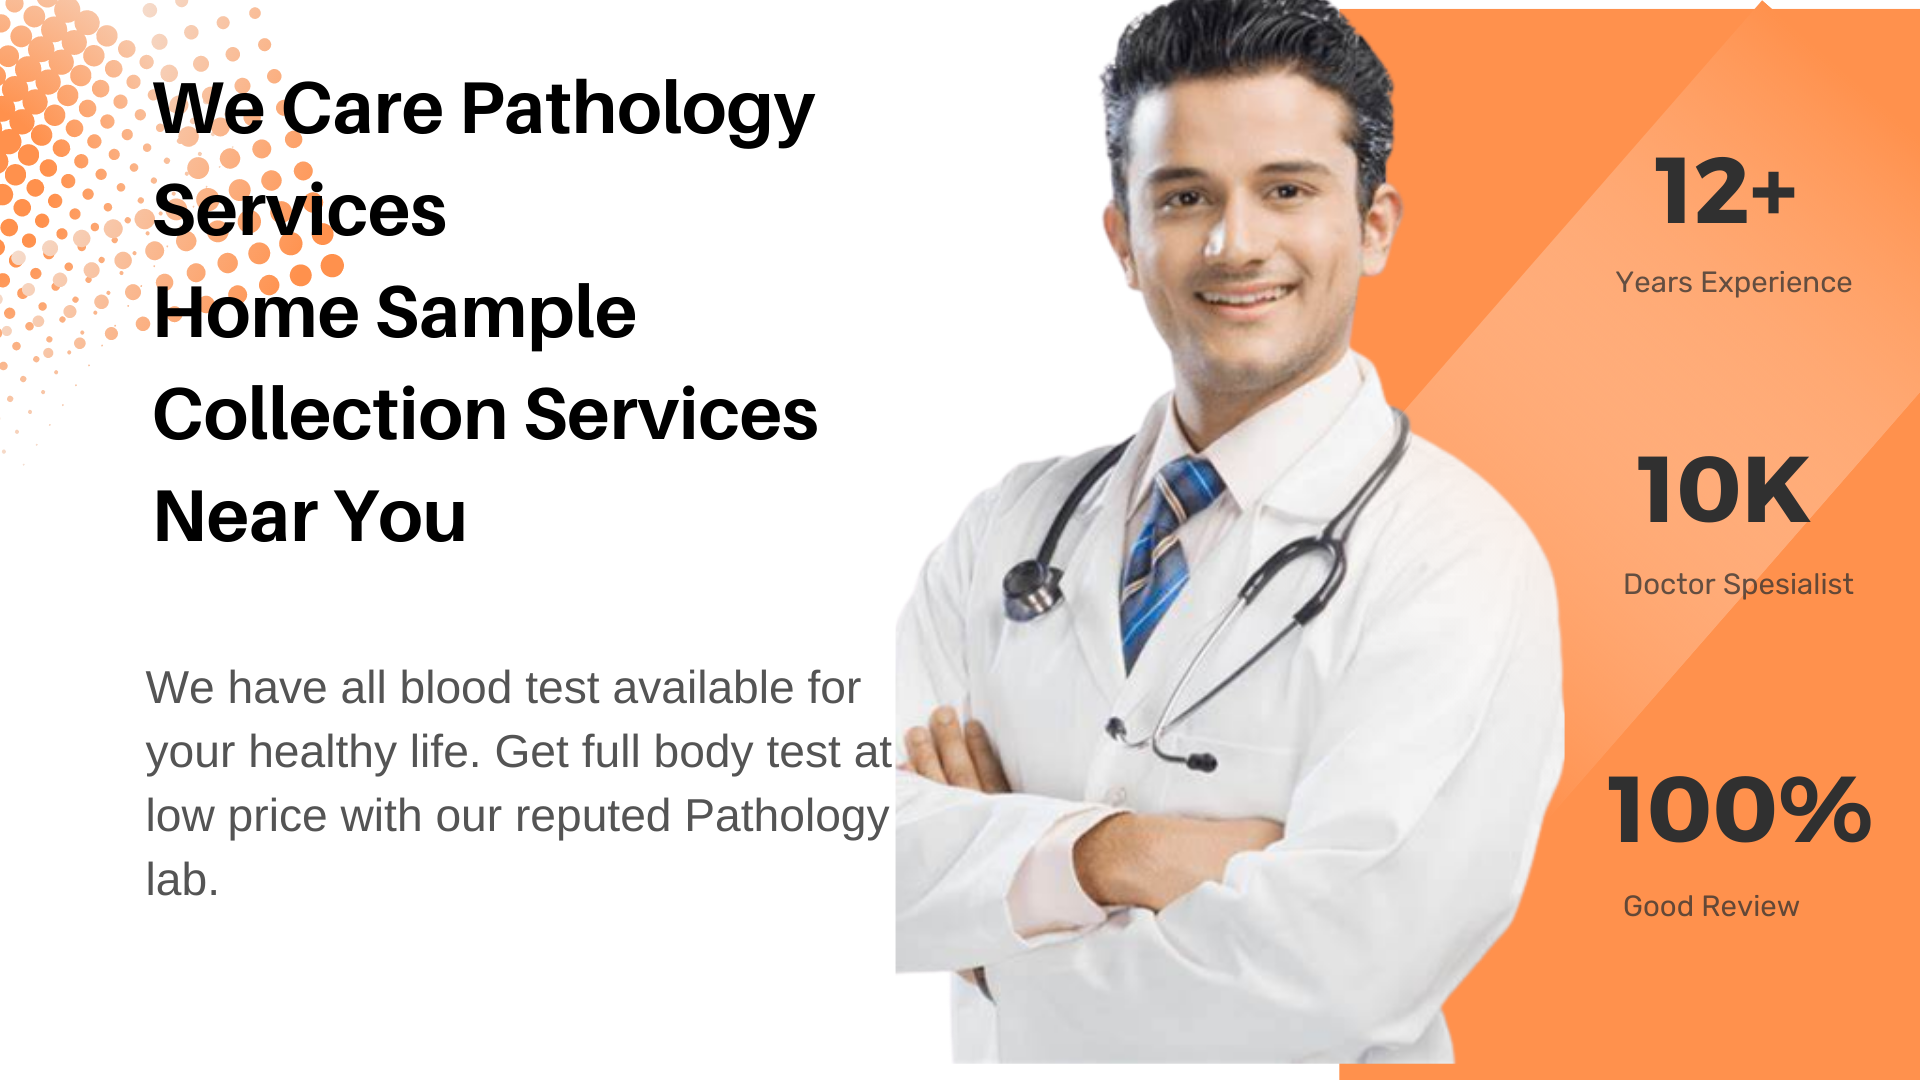 We Care Pathology
Services
Home Sample
Collection Services
Near You
We have all blood test available for
your healthy life. Get full body test at
low price with our reputed Pathology
lab.
12+
Years Experience
10K
Doctor Spesialist
100%
Good Review